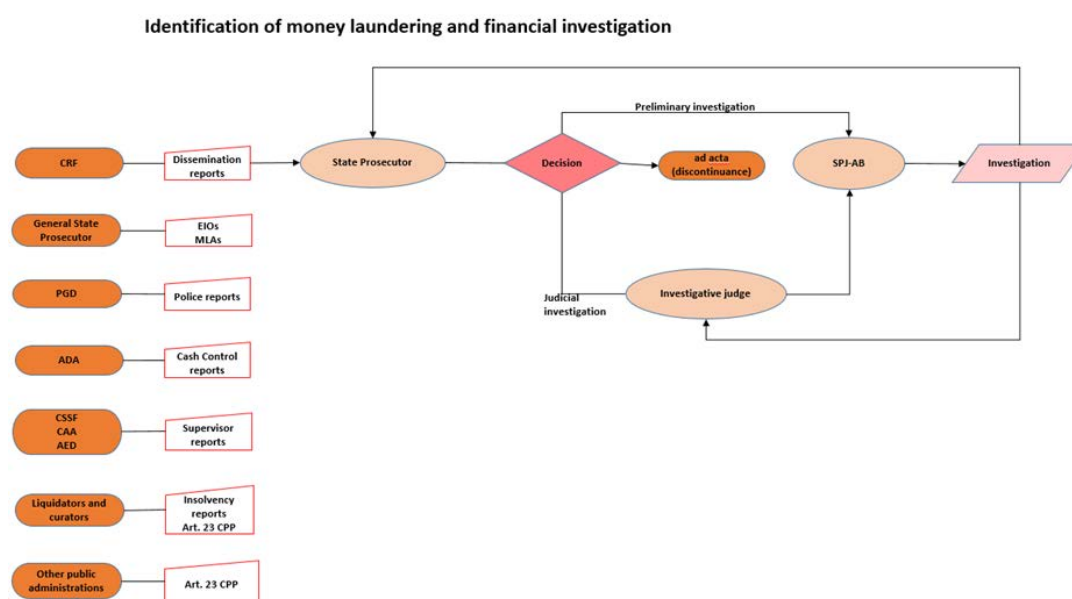 Identification of money laundering and financial investigation
Preliminary investigation
CRF
Dissemination
reports
State Prosecutor
Decision
ad acta
(discontinuance)
SPJ-AB
Investigation
General State
Prosecutor
EIOs
MLAs
PGD
Police reports
Judicial
investigation
Investigative judge
ADA
Cash Control
reports
CSSF
CAA
AED
Supervisor
reports
Liquidators and
curators
Insolvency
reports
Art. 23 CPP
Other public
administrations
Art. 23 CPP